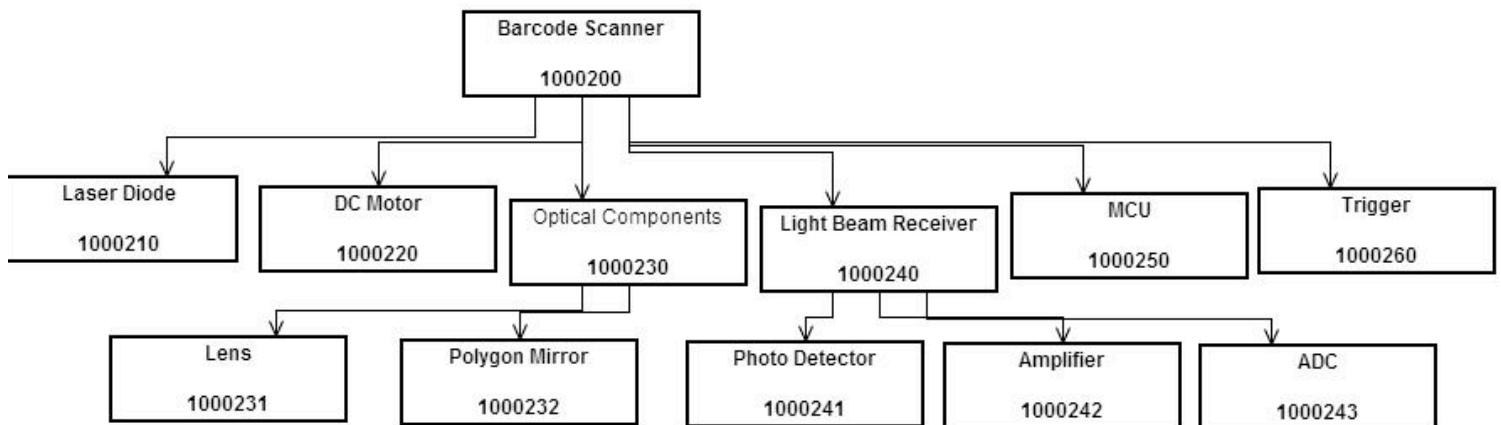 Barcode Scanner
1000200
Laser Diode
1000210
DC Motor
1000220
Optical Components
1000230
Light Beam Receiver
1000240
MCU
1000250
Trigger
1000260
Lens
1000231
Polygon Mirror
1000232
Photo Detector
1000241
Amplifier
1000242
ADC
1000243